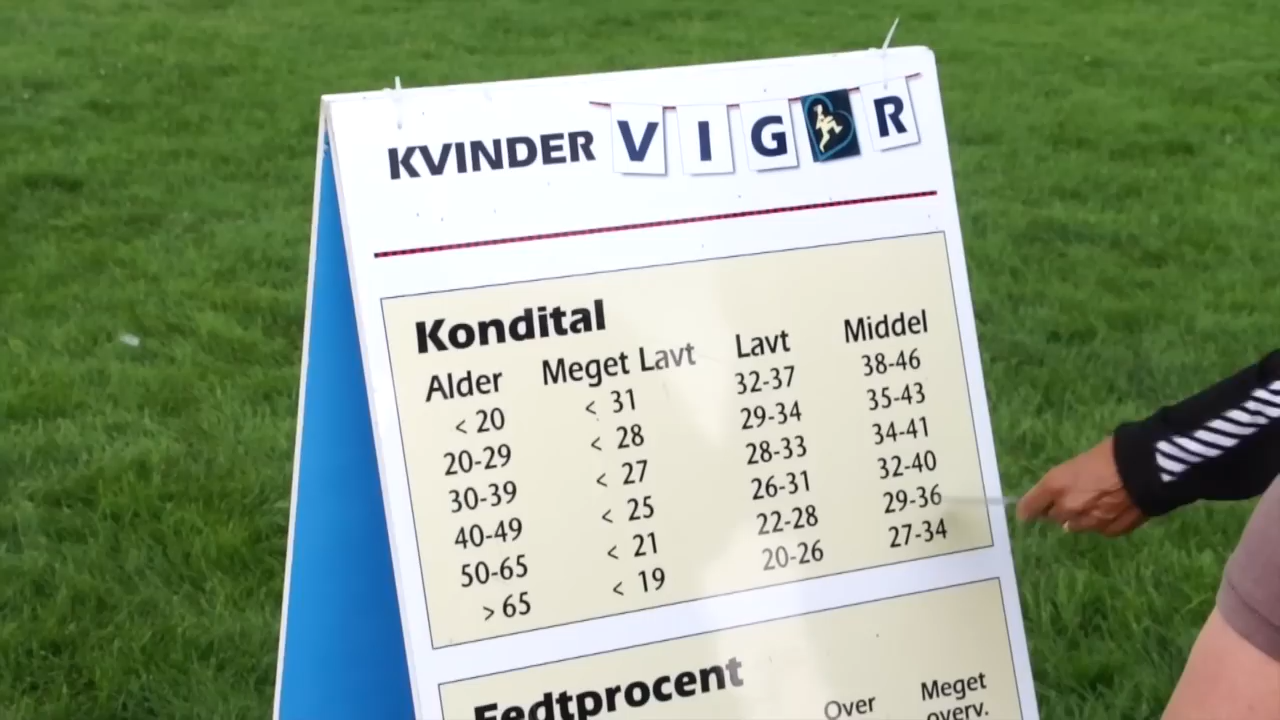 KVINDER VIGR
Kondital
Alder Meget Lavt Lavt Middel
< 20 < 31 32-37 38-46
20-29 < 28 29-34 35-43
30-39 < 27 28-33 34-41
40-49 < 25 26-31 32-40
50-65 < 21 22-28 29-36
> 65 < 19 20-26 27-34
Fedtprocent
Over Meget
overv.